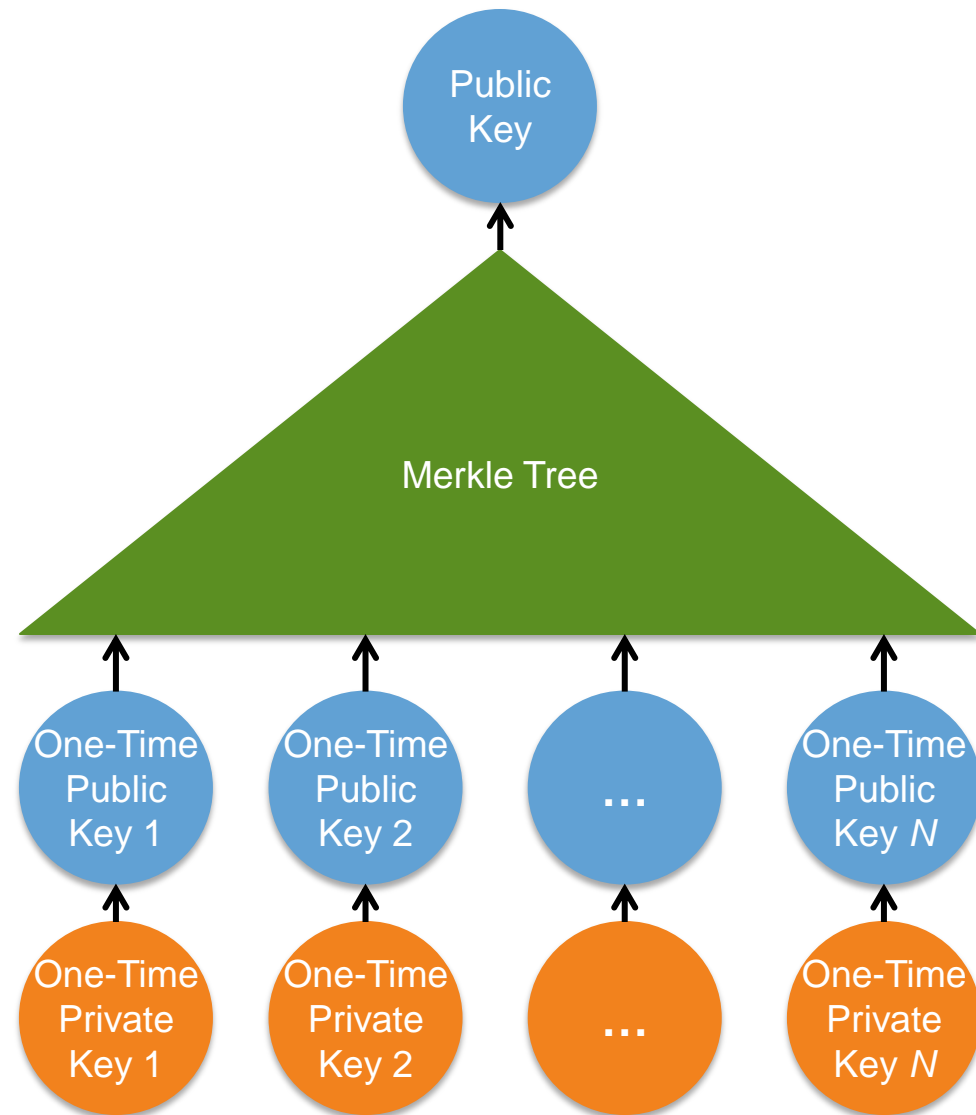 Public
Key
Merkle Tree
One-Time
Public
Key 1
One-Time
Public
Key 2
...
One-Time
Public
Key N
One-Time
Private
Key 1
One-Time
Private
Key 2
...
One-Time
Private
Key N